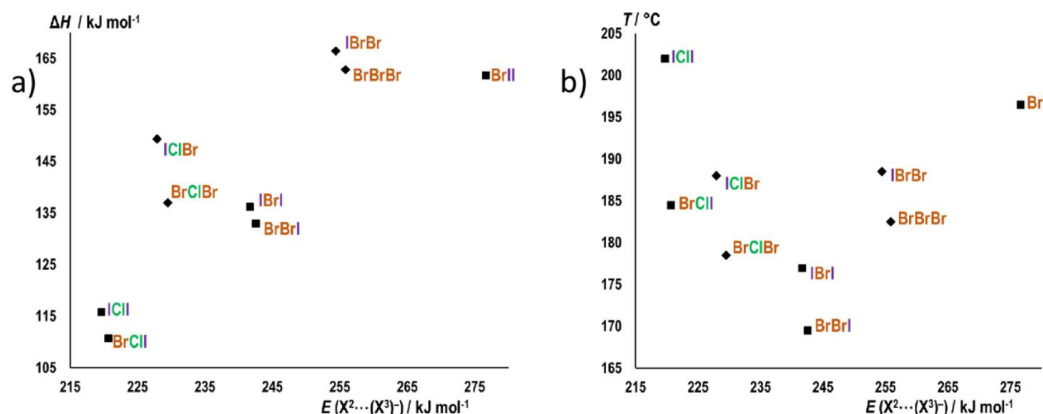 a)
ΔH / kJ mol⁻¹
165
155
145
135
125
115
105
215
225
235
245
255
265
275
E (X²···(X³)⁻) / kJ mol⁻¹
IBrBr
BrBrBr
BrII
IClBr
BrClBr
IBrI
BrBrI
IClI
BrClI
b)
T / °C
205
200
195
190
185
180
175
170
165
215
225
235
245
255
265
275
E (X²···(X³)⁻) / kJ mol⁻¹
IClI
Br
IClBr
IBrBr
BrClI
BrBrBr
BrClBr
IBrI
BrBrI